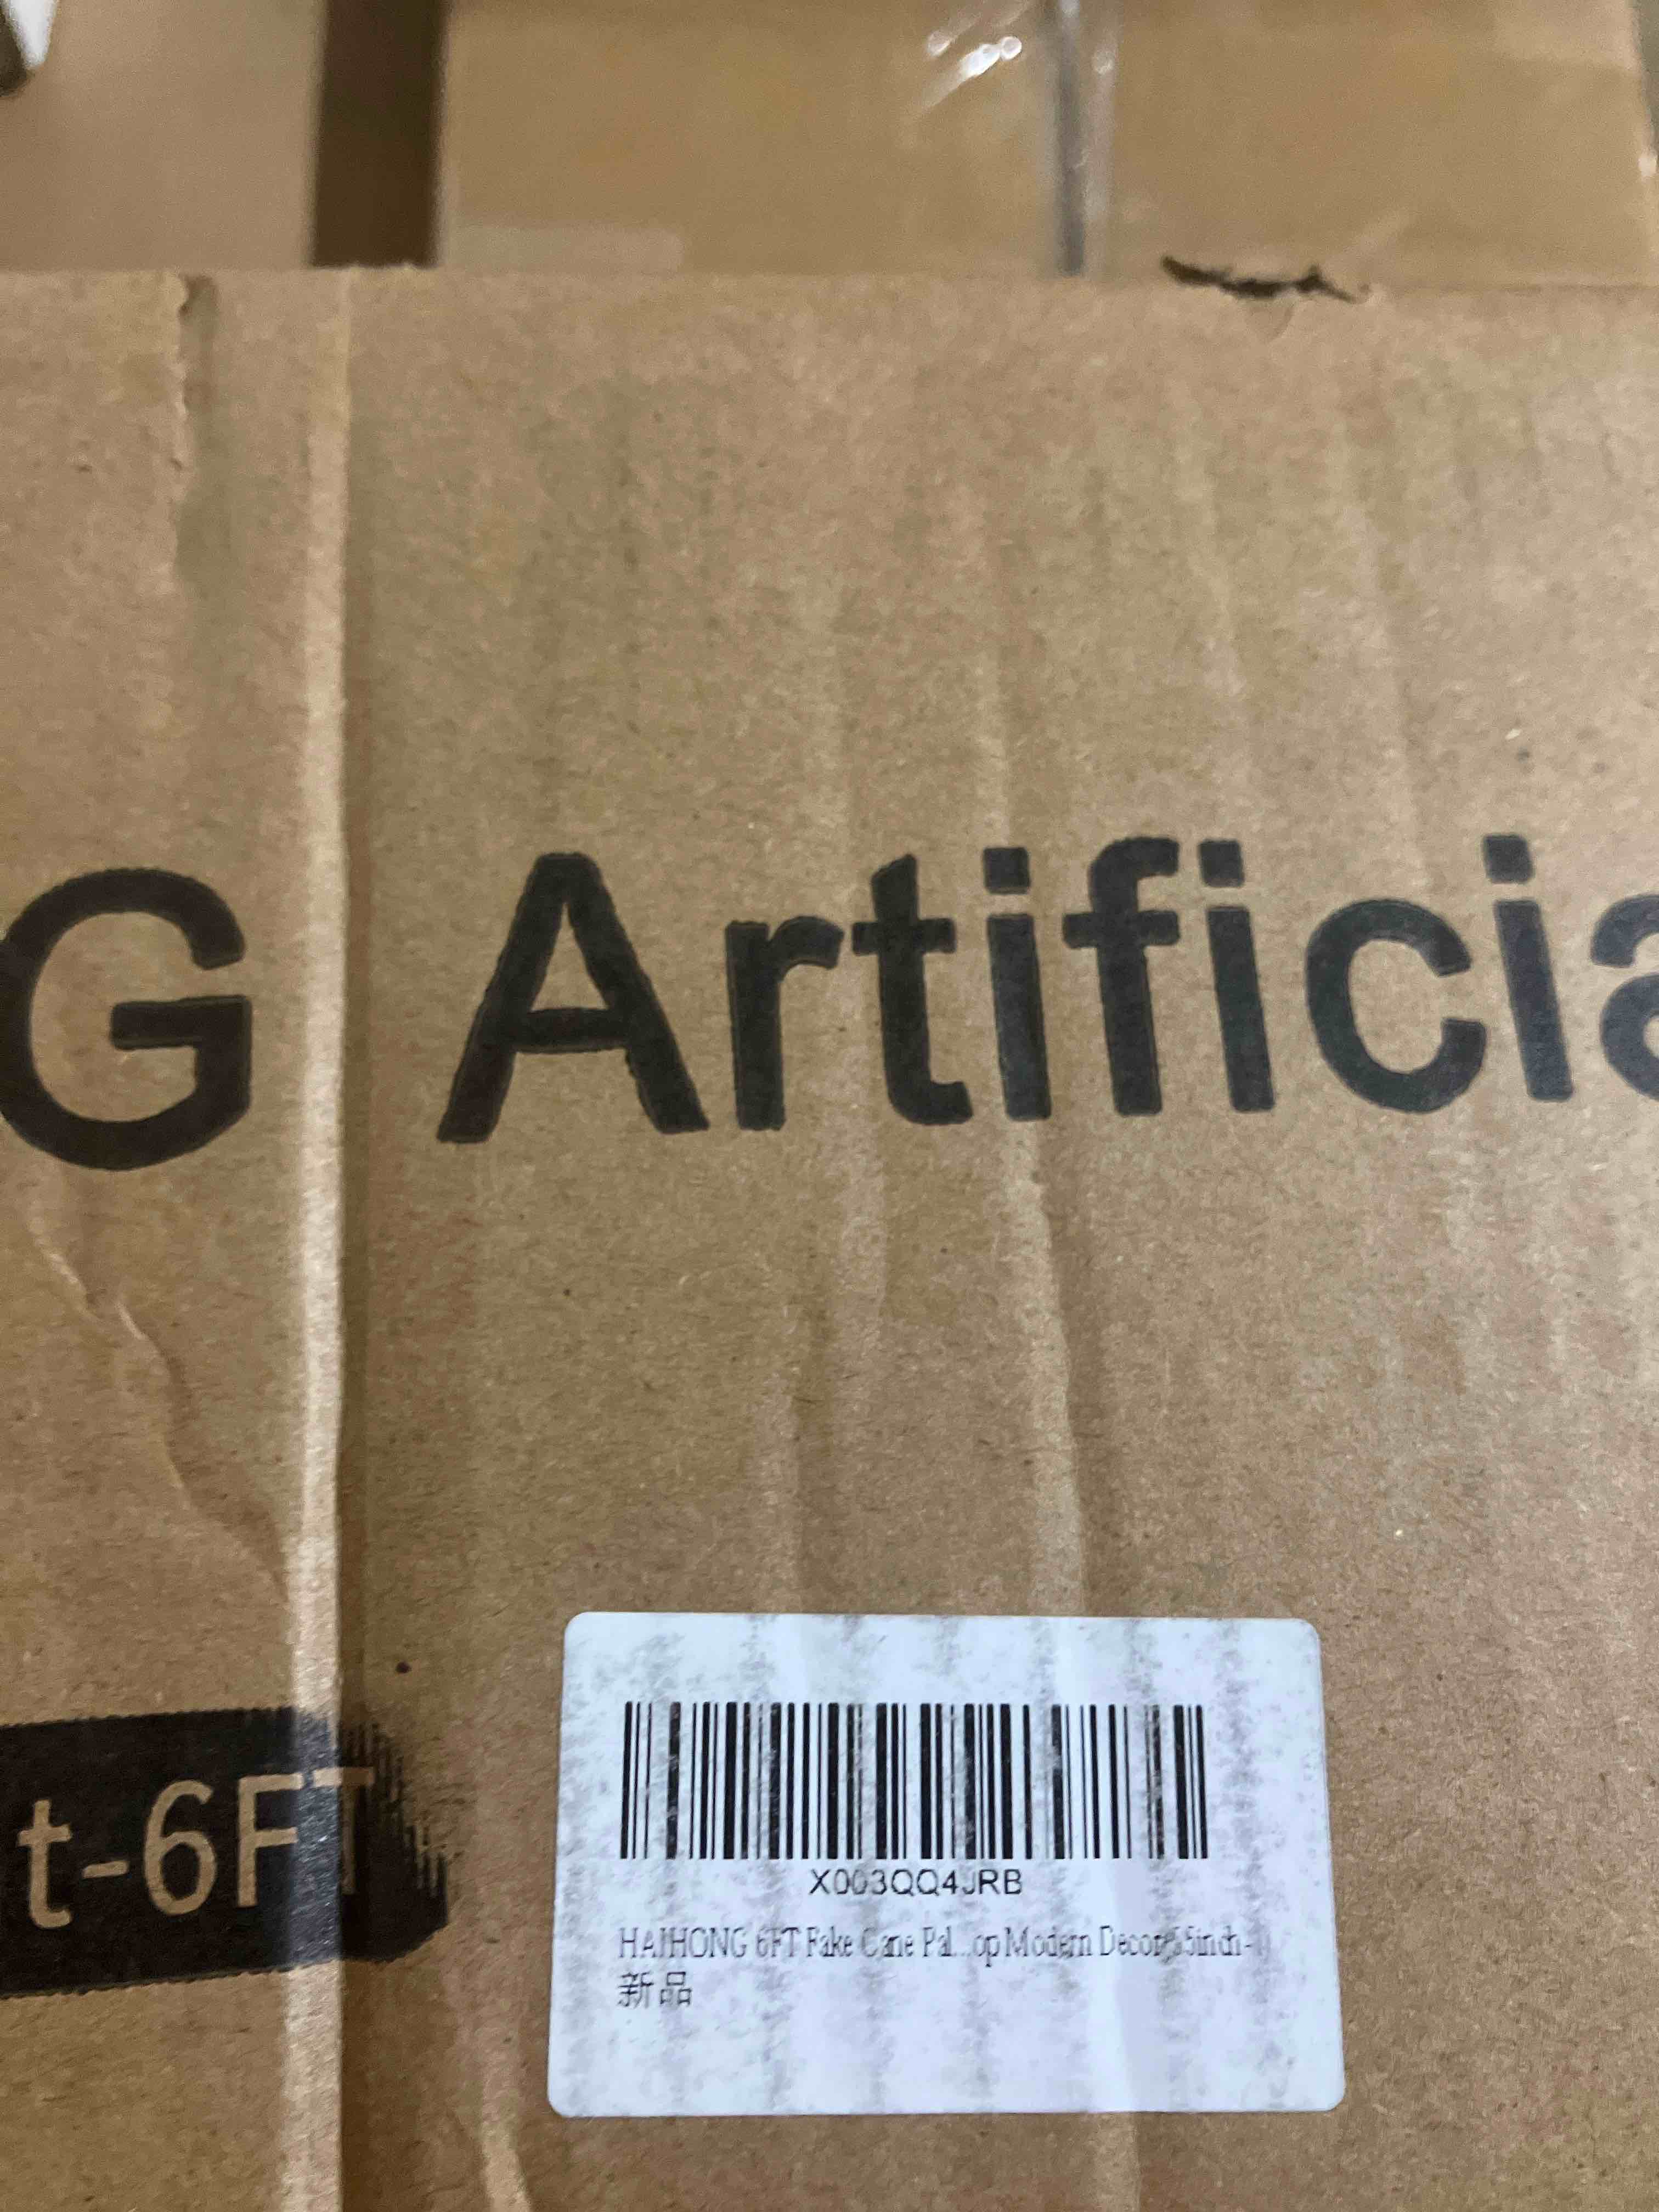 G Artificia
t-6FT
X003QQ4JRB
HAIHONG 6FT Fake Cane Pal...op Modern Decor,
新品